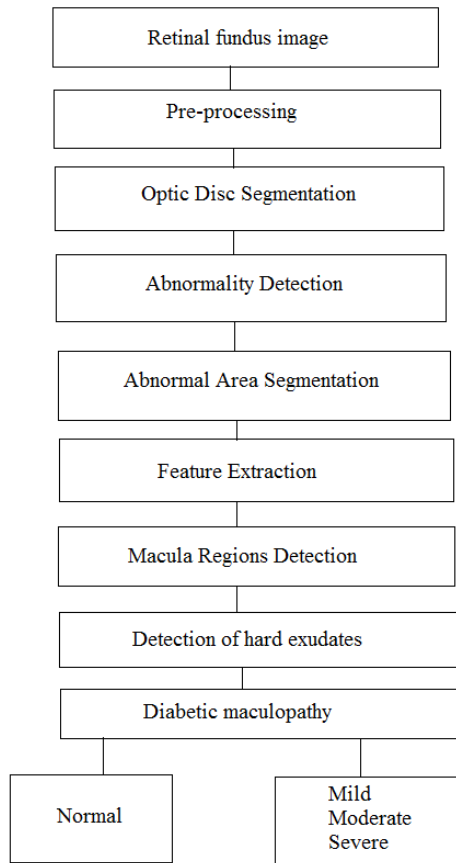 Retinal fundus image
Pre-processing
Optic Disc Segmentation
Abnormality Detection
Abnormal Area Segmentation
Feature Extraction
Macula Regions Detection
Detection of hard exudates
Diabetic maculopathy
Normal
Mild
Moderate
Severe